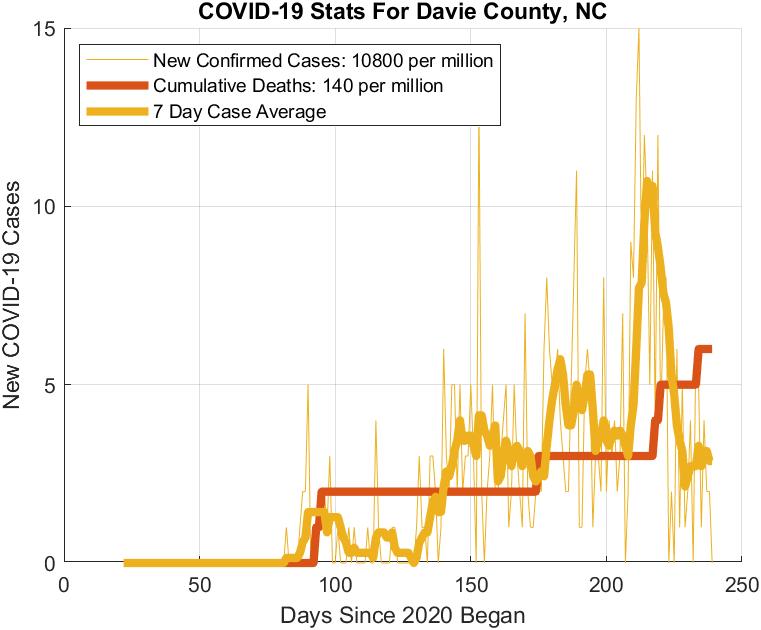 COVID-19 Stats For Davie County, NC
15
New Confirmed Cases: 10800 per million
Cumulative Deaths: 140 per million
7 Day Case Average
10
New COVID-19 Cases
5
0
0 50 100 150 200 250
Days Since 2020 Began